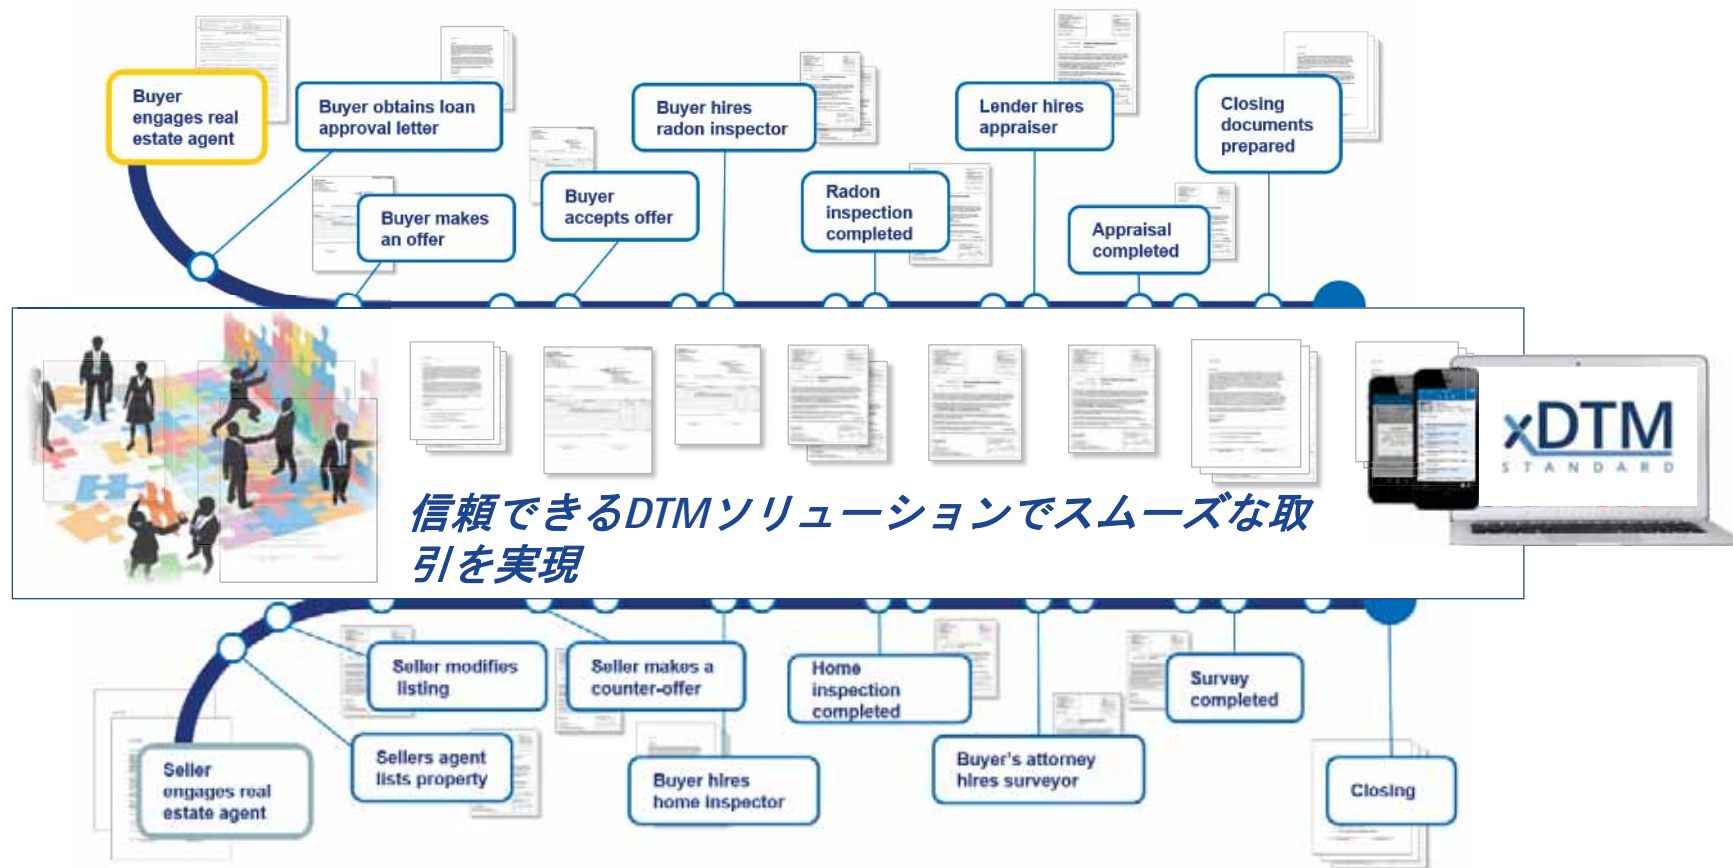 Buyer
engages real
estate agent
Buyer obtains loan
approval letter
Buyer makes
an offer
Buyer
accepts offer
Buyer hires
radon inspector
Radon
inspection
completed
Lender hires
appraiser
Appraisal
completed
Closing
documents
prepared
信頼できるDTMソリューションでスムーズな取
引を実現
xDTM
STANDARD
Seller
engages real
estate agent
Sellers agent
lists property
Seller modifies
listing
Seller makes a
counter-offer
Buyer hires
home inspector
Home
inspection
completed
Buyer's attorney
hires surveyor
Survey
completed
Closing